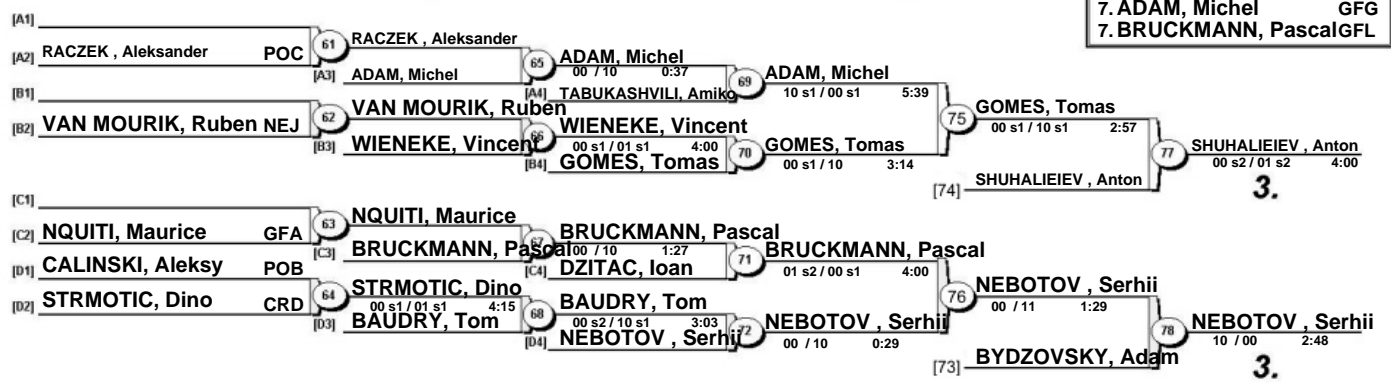 7. ADAM, Michel GFG
7. BRUCKMANN, Pascal GFL
[A1]
[A2] RACZEK , Aleksander POC
61
RACZEK , Aleksander
[A3] ADAM, Michel
65
ADAM, Michel
00 / 10 0:37
[A4] TABUKASHVILI, Amiko
69
ADAM, Michel
10 s1 / 00 s1 5:39
[B1]
[B2] VAN MOURIK, Ruben NEJ
62
VAN MOURIK, Ruben
[B3] WIENEKE, Vincent
66
WIENEKE, Vincent
00 s1 / 01 s1 4:00
[B4] GOMES, Tomas
70
GOMES, Tomas
00 s1 / 10 3:14
75
GOMES, Tomas
00 s1 / 10 s1 2:57
[74] SHUHALIEIEV , Anton
77
SHUHALIEIEV , Anton
00 s2 / 01 s2 4:00
3.
[C1]
[C2] NQUITI, Maurice GFA
63
NQUITI, Maurice
[C3] BRUCKMANN, Pascal
67
BRUCKMANN, Pascal
00 / 10 1:27
[C4] DZITAC, Ioan
71
BRUCKMANN, Pascal
01 s2 / 00 s1 4:00
[D1] CALINSKI, Aleksy POB
[D2] STRMOTIC, Dino CRD
64
STRMOTIC, Dino
00 s1 / 01 s1 4:15
[D3] BAUDRY, Tom
68
BAUDRY, Tom
00 s2 / 10 s1 3:03
[D4] NEBOTOV , Serhii
72
NEBOTOV , Serhii
00 / 10 0:29
76
NEBOTOV , Serhii
00 / 11 1:29
[73] BYDZOVSKY, Adam
78
NEBOTOV , Serhii
10 / 00 2:48
3.